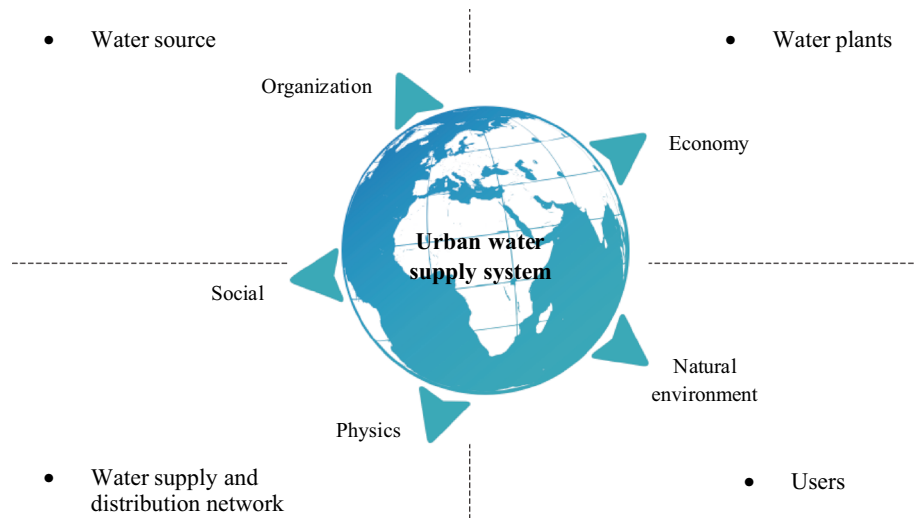 • Water source
• Water plants
Organization
Economy
Urban water
supply system
Social
Natural
environment
Physics
• Water supply and
distribution network
• Users